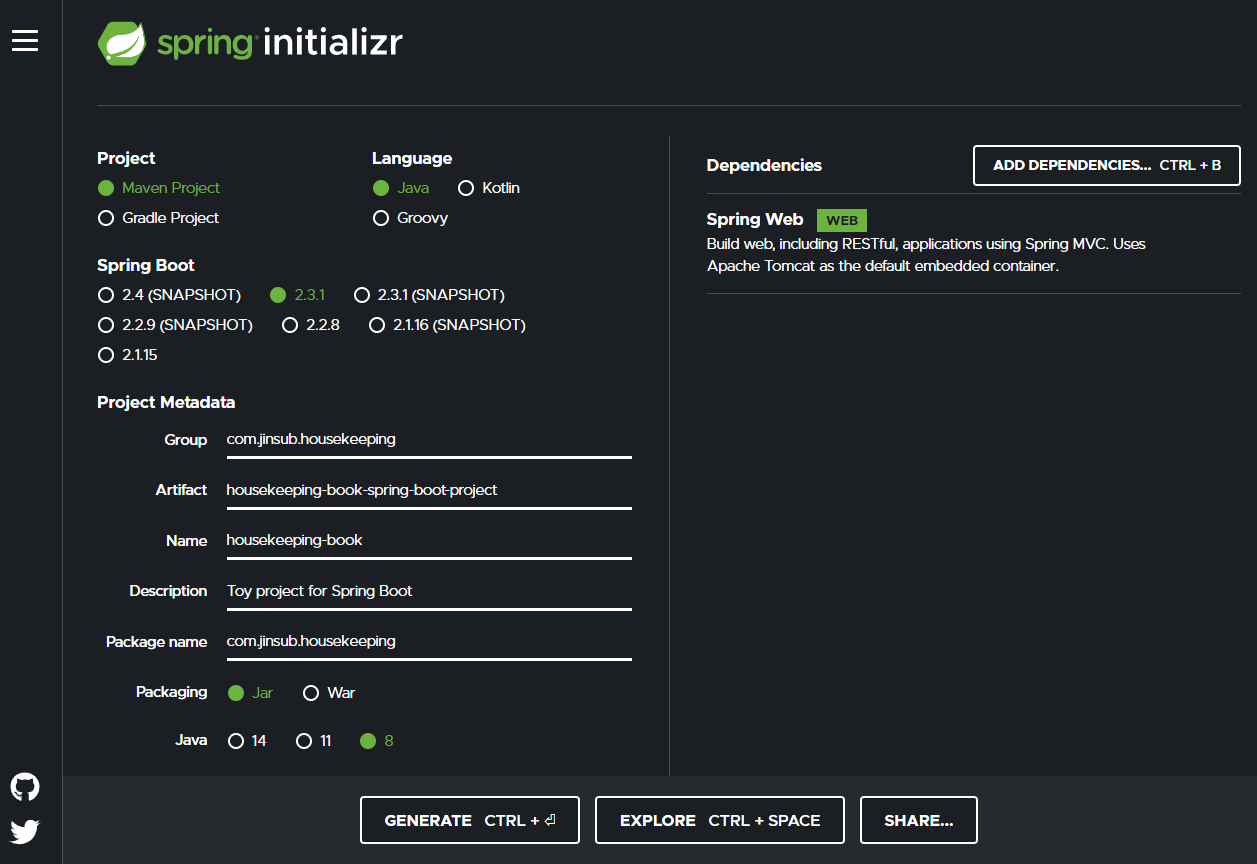 spring initializr
Project
Maven Project
Gradle Project
Language
Java Kotlin
Groovy
Spring Boot
2.4 (SNAPSHOT) 2.3.1 2.3.1 (SNAPSHOT)
2.2.9 (SNAPSHOT) 2.2.8 2.1.16 (SNAPSHOT)
2.1.15
Project Metadata
Group com.jinsub.housekeeping
Artifact housekeeping-book-spring-boot-project
Name housekeeping-book
Description Toy project for Spring Boot
Package name com.jinsub.housekeeping
Packaging Jar War
Java 14 11 8
Dependencies ADD DEPENDENCIES... CTRL + B
Spring Web WEB
Build web, including RESTful, applications using Spring MVC. Uses
Apache Tomcat as the default embedded container.
GENERATE CTRL + ⏎ EXPLORE CTRL + SPACE SHARE...